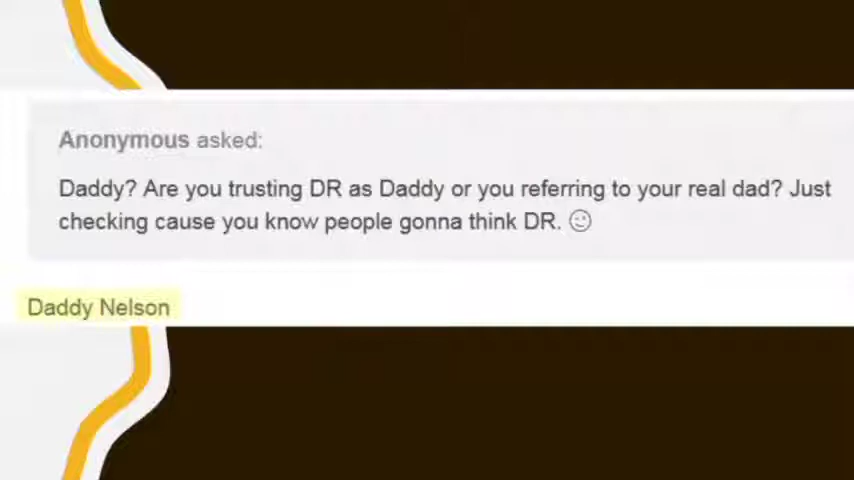 Anonymous asked:
Daddy? Are you trusting DR as Daddy or you referring to your real dad? Just
checking cause you know people gonna think DR. ☺
Daddy Nelson